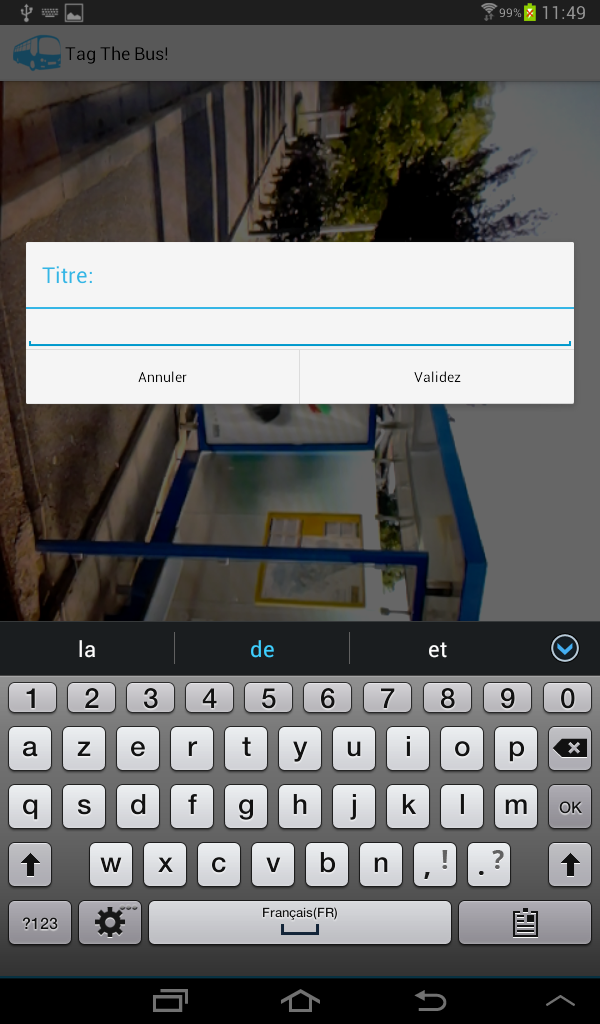 99% 11:49
Tag The Bus!
Titre:
Annuler Validez
la de et
1 2 3 4 5 6 7 8 9 0
a z e r t y u i o p
q s d f g h j k l m OK
w x c v b n , ! . ?
?123 Français(FR)